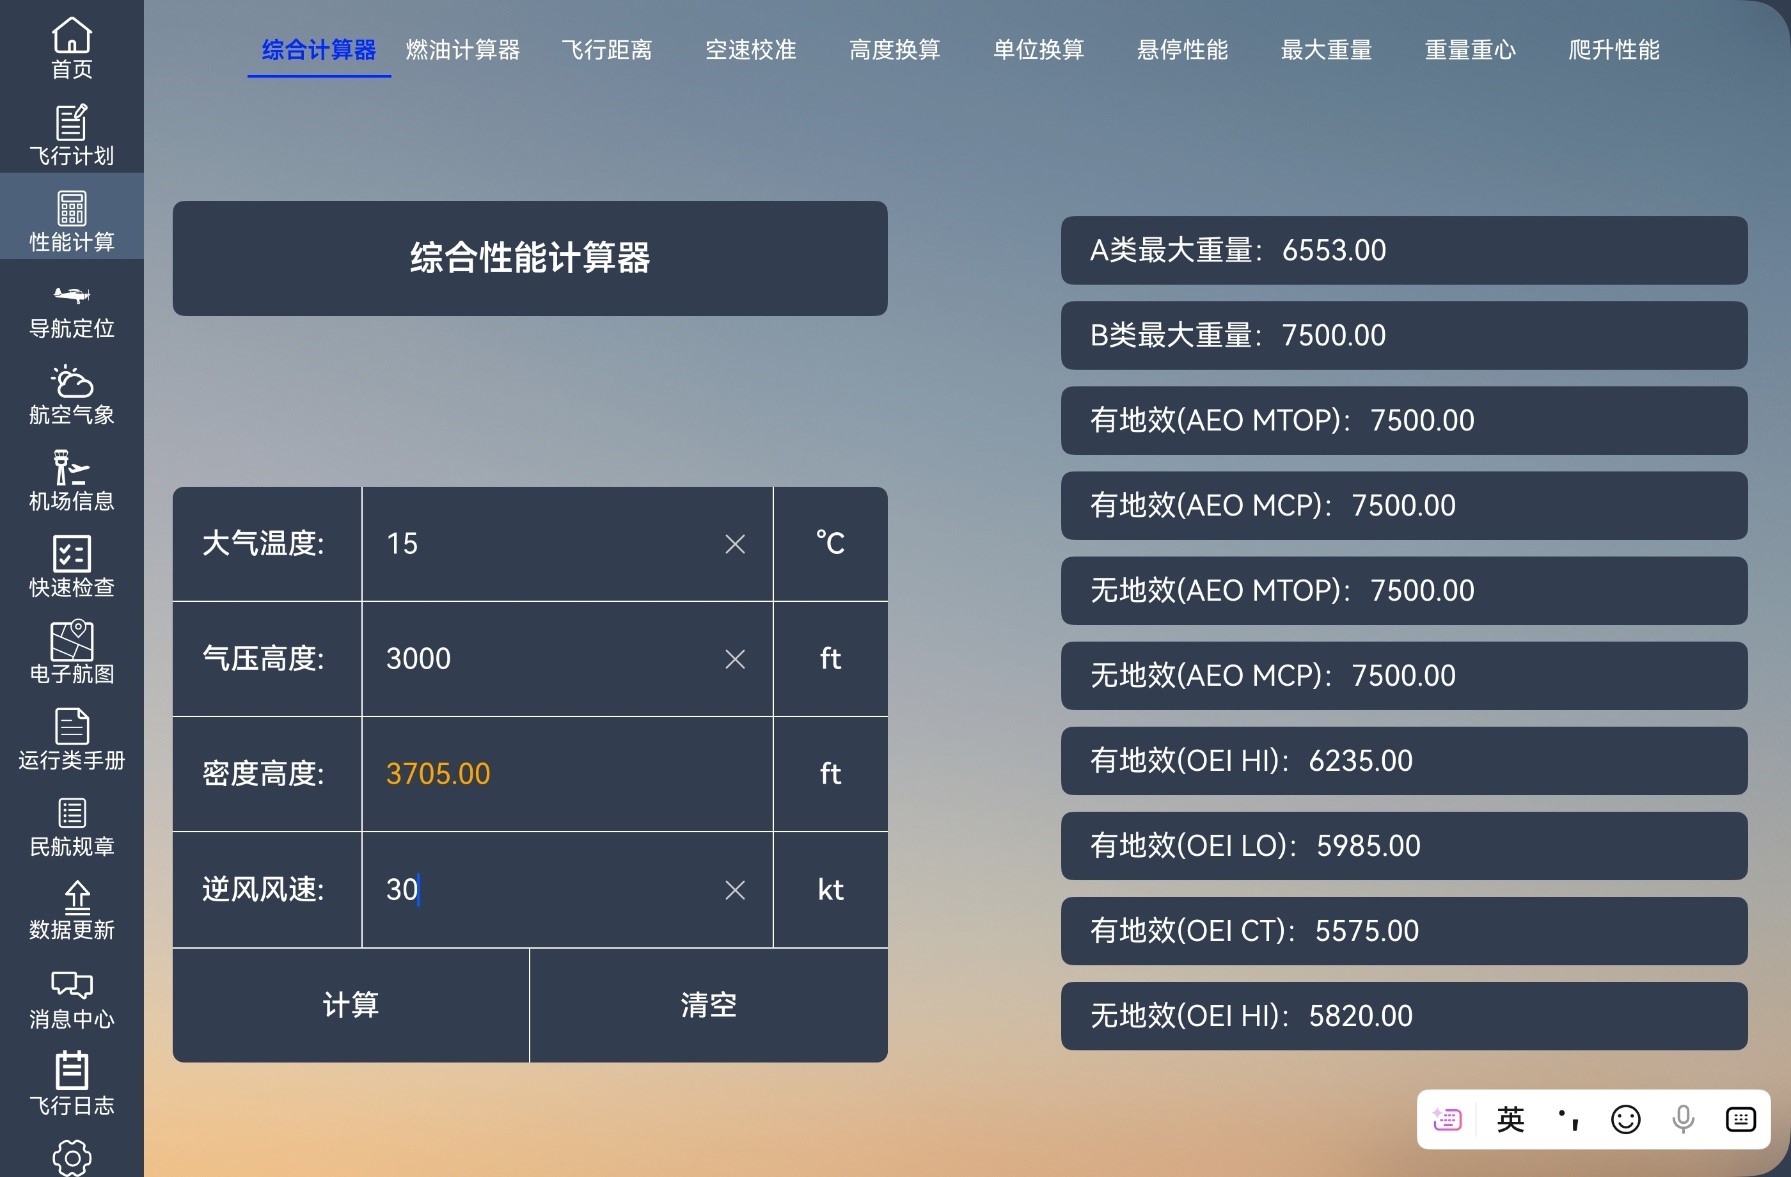 首页
飞行计划
性能计算
导航定位
航空气象
机场信息
快速检查
电子航图
运行类手册
民航规章
数据更新
消息中心
飞行日志
综合计算器 燃油计算器 飞行距离 空速校准 高度换算 单位换算 悬停性能 最大重量 重量重心 爬升性能
综合性能计算器
大气温度: 15 ℃
气压高度: 3000 ft
密度高度: 3705.00 ft
逆风风速: 30 kt
计算 清空
A类最大重量：6553.00
B类最大重量：7500.00
有地效(AEO MTOP)：7500.00
有地效(AEO MCP)：7500.00
无地效(AEO MTOP)：7500.00
无地效(AEO MCP)：7500.00
有地效(OEI HI)：6235.00
有地效(OEI LO)：5985.00
有地效(OEI CT)：5575.00
无地效(OEI HI)：5820.00
英